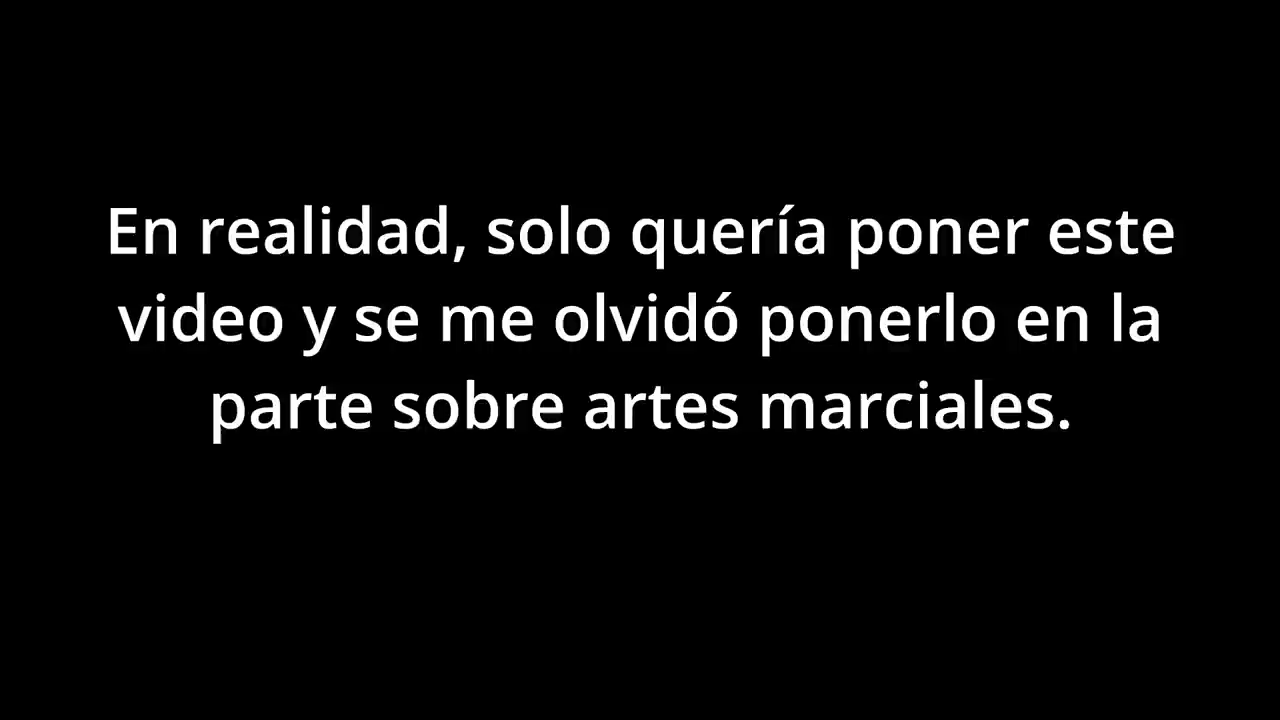 En realidad, solo quería poner este
video y se me olvidó ponerlo en la
parte sobre artes marciales.